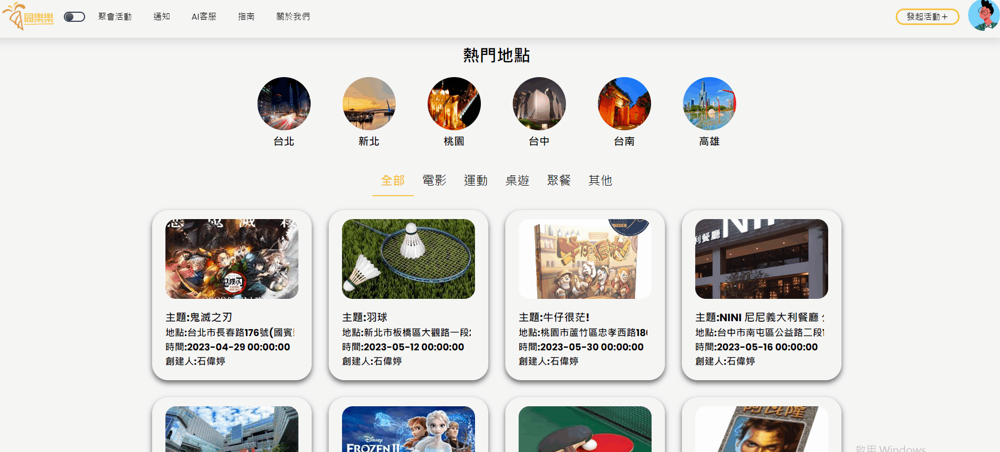 同樂樂
聚會活動
通知
AI客服
指南
關於我們
發起活動＋
熱門地點
台北
新北
桃園
台中
台南
高雄
全部
電影
運動
桌遊
聚餐
其他
鬼滅之刃
利餐廳 NINI
主題:鬼滅之刃
地點:台北市長春路176號(國賓
時間:2023-04-29 00:00:00
創建人:石偉婷
主題:羽球
地點:新北市板橋區大觀路一段
時間:2023-05-12 00:00:00
創建人:石偉婷
主題:牛仔很茫!
地點:桃園市蘆竹區忠孝西路18
時間:2023-05-30 00:00:00
創建人:石偉婷
主題:NINI 尼尼義大利餐廳
地點:台中市南屯區公益路二段
時間:2023-05-16 00:00:00
創建人:石偉婷
Disney
FROZEN II
啟用 Windows